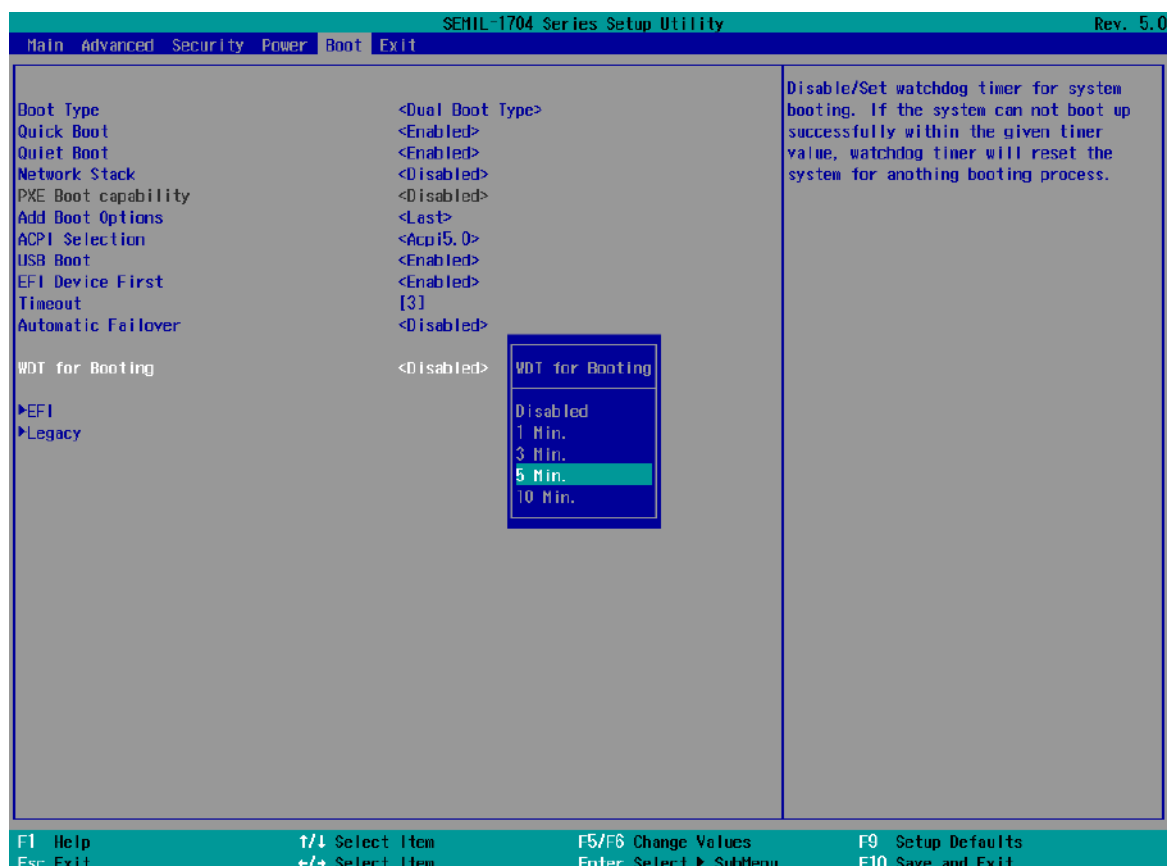 SEMIL-1704 Series Setup Utility Rev. 5.0
Main Advanced Security Power Boot Exit
Boot Type <Dual Boot Type>
Quick Boot <Enabled>
Quiet Boot <Enabled>
Network Stack <Disabled>
PXE Boot capability <Disabled>
Add Boot Options <Last>
ACPI Selection <Acpi5.0>
USB Boot <Enabled>
EFI Device First <Enabled>
Timeout [3]
Automatic Failover <Disabled>
WDT for Booting <Disabled>
▶EFI
▶Legacy
WDT for Booting
Disabled
1 Min.
3 Min.
5 Min.
10 Min.
Disable/Set watchdog timer for system
booting. If the system can not boot up
successfully within the given timer
value, watchdog timer will reset the
system for anothing booting process.
F1 Help ↑/↓ Select Item F5/F6 Change Values F9 Setup Defaults
Esc Exit ←/→ Select Item Enter Select ▶ SubMenu F10 Save and Exit